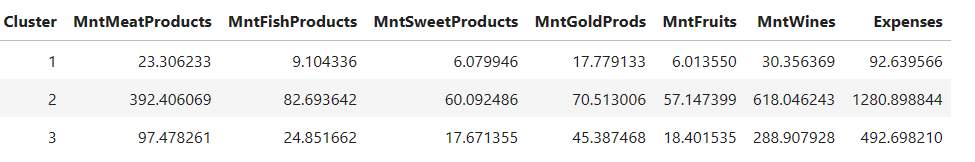 Cluster MntMeatProducts MntFishProducts MntSweetProducts MntGoldProds MntFruits MntWines Expenses
1 23.306233 9.104336 6.079946 17.779133 6.013550 30.356369 92.639566
2 392.406069 82.693642 60.092486 70.513006 57.147399 618.046243 1280.898844
3 97.478261 24.851662 17.671355 45.387468 18.401535 288.907928 492.698210